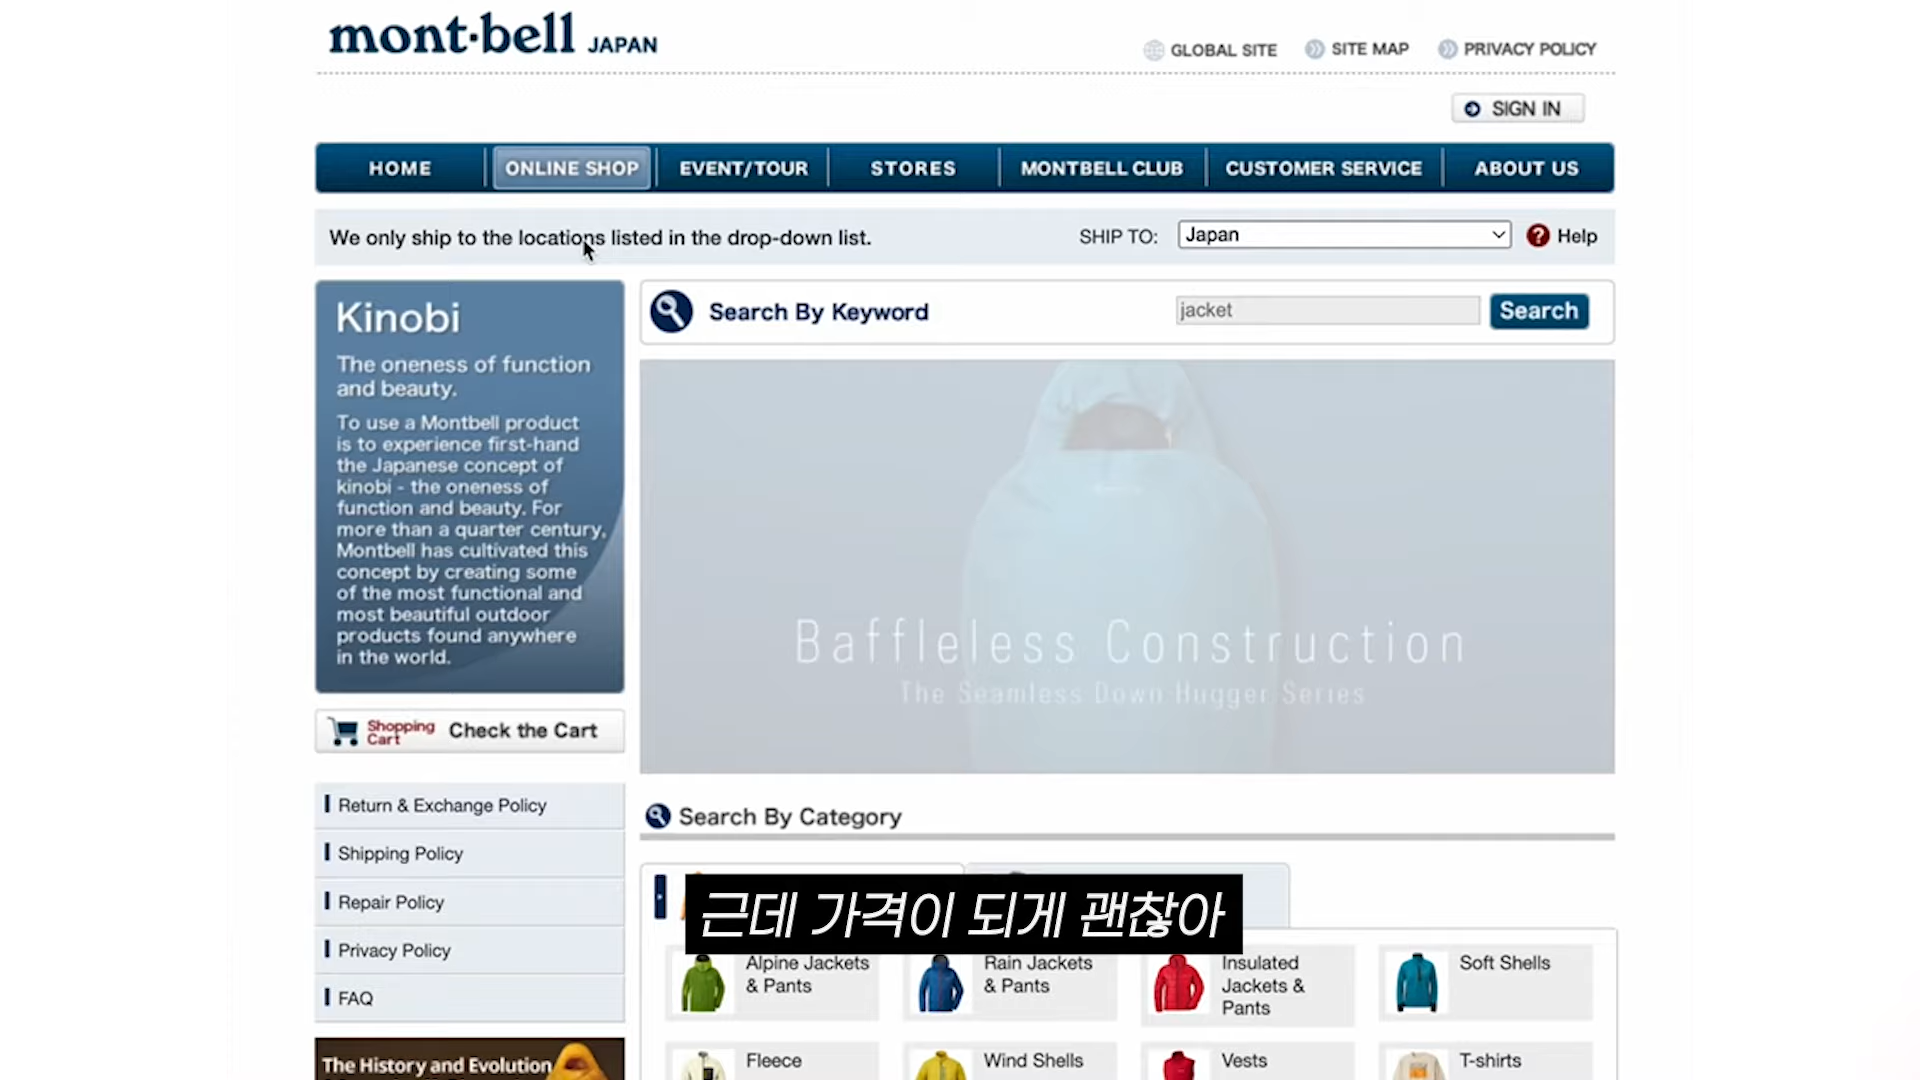 mont-bell JAPAN
GLOBAL SITE
SITE MAP
PRIVACY POLICY
SIGN IN
HOME
ONLINE SHOP
EVENT/TOUR
STORES
MONTBELL CLUB
CUSTOMER SERVICE
ABOUT US
We only ship to the locations listed in the drop-down list.
SHIP TO:
Japan
? Help
Kinobi
The oneness of function
and beauty.
To use a Montbell product
is to experience first-hand
the Japanese concept of
kinobi - the oneness of
function and beauty. For
more than a quarter century,
Montbell has cultivated this
concept by creating some
of the most functional and
most beautiful outdoor
products found anywhere
in the world.
Search By Keyword
jacket
Search
Baffleless Construction
The Seamless Down Hugger Series
Shopping
Cart
Check the Cart
Return & Exchange Policy
Shipping Policy
Repair Policy
Privacy Policy
FAQ
The History and Evolution
Search By Category
근데 가격이 되게 괜찮아
Alpine Jackets
& Pants
Rain Jackets
& Pants
Insulated
Jackets &
Pants
Soft Shells
Fleece
Wind Shells
Vests
T-shirts